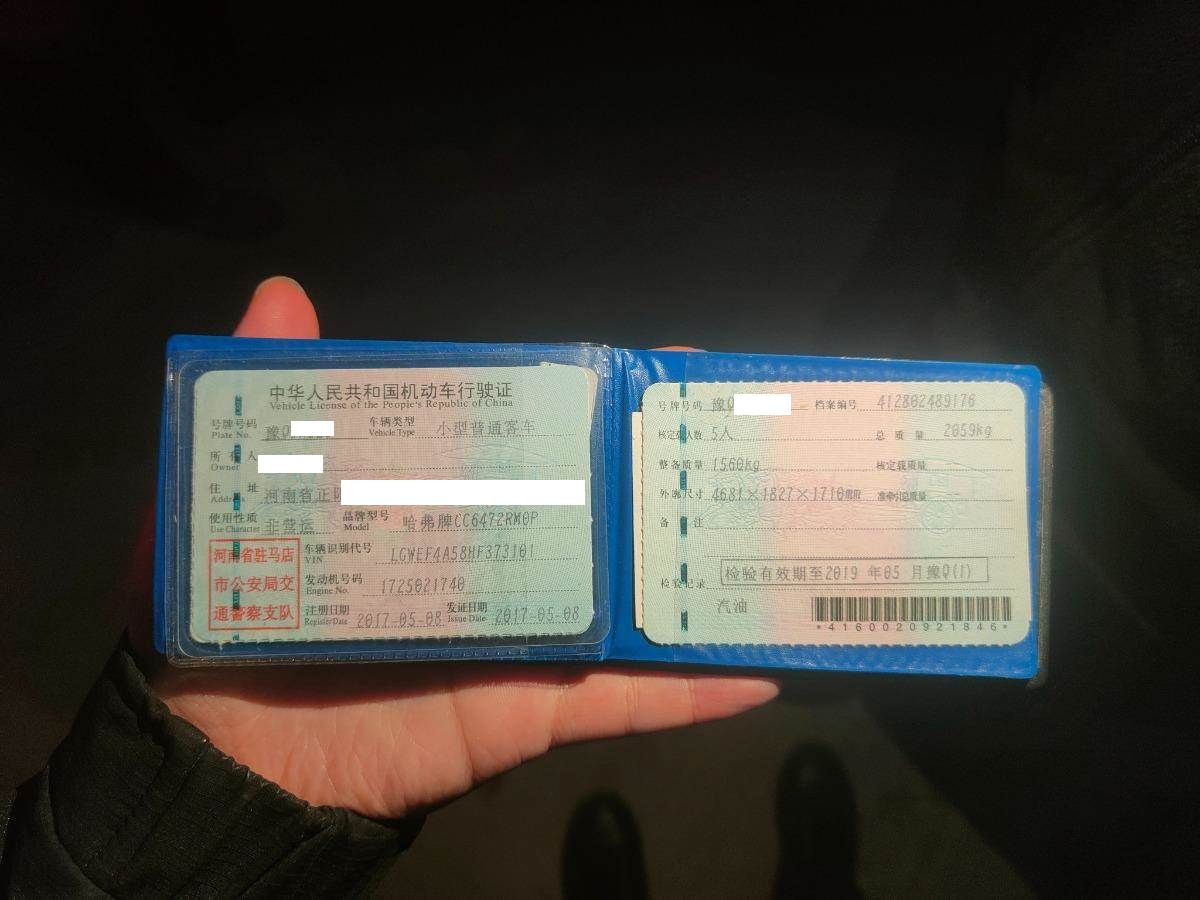 中华人民共和国机动车行驶证
Vehicle License of the People's Republic of China
号牌号码 豫Q 车辆类型 小型普通客车
Plate No. Vehicle Type
所有人
Owner
住址 河南省正
Address
使用性质 非营运 品牌型号 哈弗牌CC6472RM0P
Use Character Model
河南省驻马店
市公安局交
通警察支队
车辆识别代号 LGWEF4A58HF373101
VIN
发动机号码 1725021740
Engine No.
注册日期 2017-05-08 发证日期 2017-05-08
Register Date Issue Date
号牌号码 豫Q 档案编号 412802489176
核定载人数 5人 总质量 2059kg
整备质量 1560kg 核定载质量
外廓尺寸 4681×1827×1710mm 准牵引总质量
备注
检验记录 检验有效期至2019 年05 月豫Q(1)
汽油
*4160020921846*